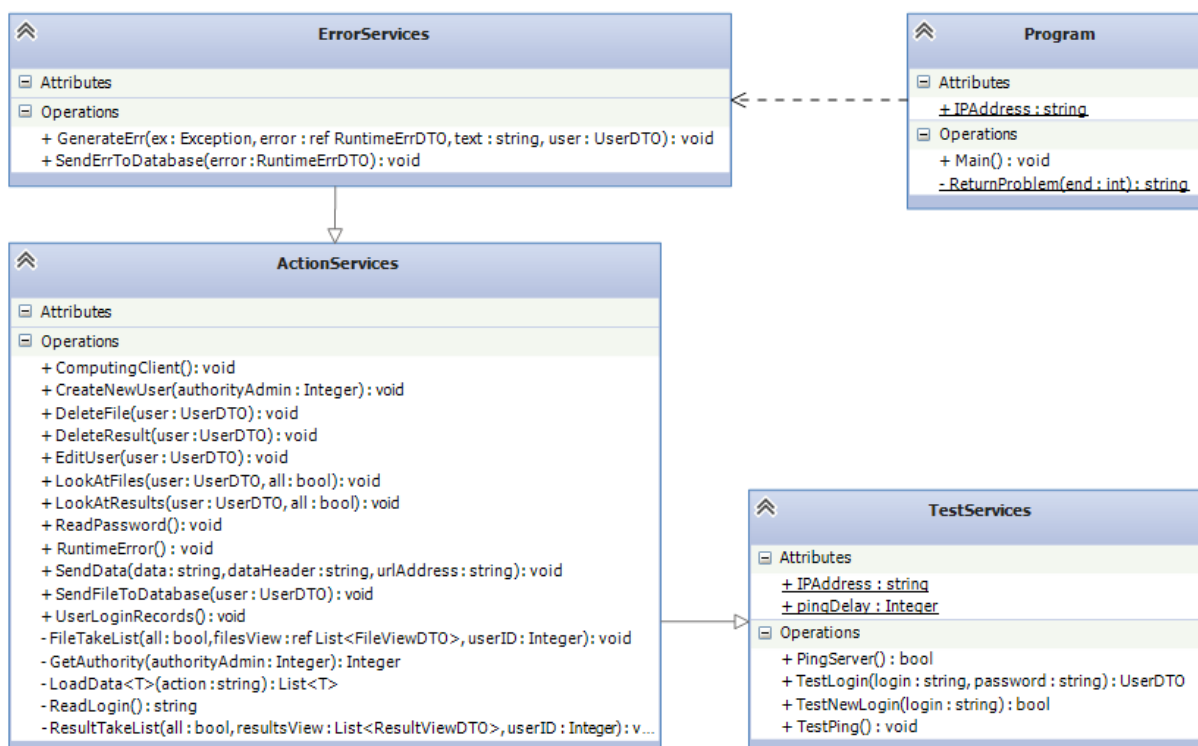 ErrorServices
Attributes
Operations
+ GenerateErr(ex : Exception, error : ref RuntimeErrDTO, text : string, user : UserDTO) : void
+ SendErrToDatabase(error :RuntimeErrDTO) : void
Program
Attributes
+ IPAddress : string
Operations
+ Main() : void
- ReturnProblem(end : int) : string
ActionServices
Attributes
Operations
+ ComputingClient() : void
+ CreateNewUser(authorityAdmin : Integer) : void
+ DeleteFile(user : UserDTO) : void
+ DeleteResult(user :UserDTO) : void
+ EditUser(user : UserDTO) : void
+ LookAtFiles(user : UserDTO, all : bool) : void
+ LookAtResults(user : UserDTO, all : bool) : void
+ ReadPassword() : void
+ RuntimeError() : void
+ SendData(data : string, dataHeader :string, urlAddress : string) : void
+ SendFileToDatabase(user : UserDTO) : void
+ UserLoginRecords() : void
- FileTakeList(all : bool, filesView : ref List<FileViewDTO>, userID : Integer) : void
- GetAuthority(authorityAdmin : Integer) : Integer
- LoadData<T>(action : string) : List<T>
- ReadLogin() : string
- ResultTakeList(all : bool, resultsView : List<ResultViewDTO>, userID : Integer) : v...
TestServices
Attributes
+ IPAddress : string
+ pingDelay : Integer
Operations
+ PingServer() : bool
+ TestLogin(login : string, password : string) : UserDTO
+ TestNewLogin(login : string) : bool
+ TestPing() : void